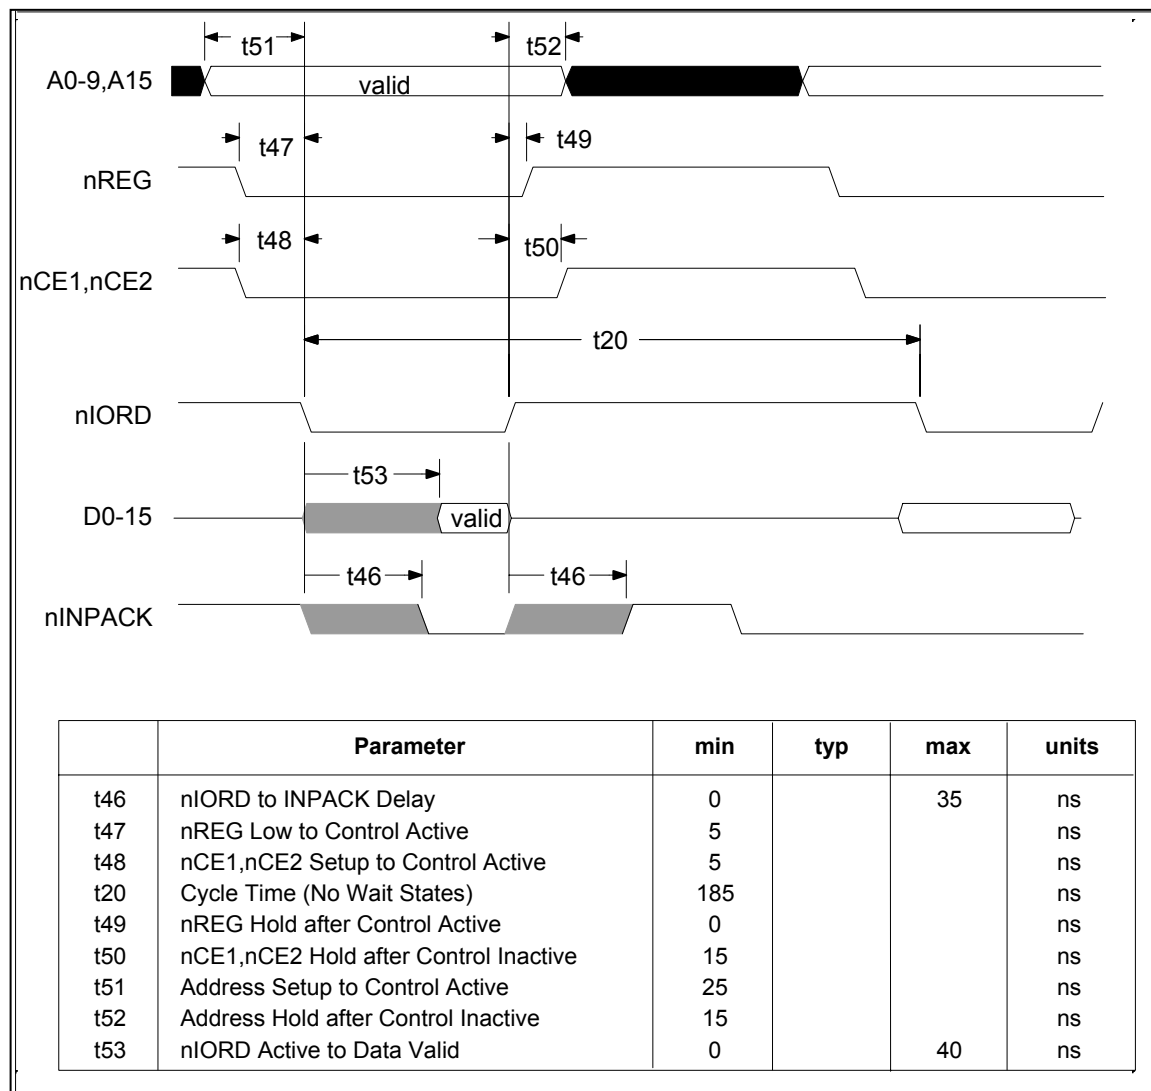 t51 t52
A0-9,A15 valid
t47 t49
nREG
t48 t50
nCE1,nCE2
t20
nIORD
t53
D0-15 valid
t46 t46
nINPACK
Parameter min typ max units
t46 nIORD to INPACK Delay 0 35 ns
t47 nREG Low to Control Active 5 ns
t48 nCE1,nCE2 Setup to Control Active 5 ns
t20 Cycle Time (No Wait States) 185 ns
t49 nREG Hold after Control Active 0 ns
t50 nCE1,nCE2 Hold after Control Inactive 15 ns
t51 Address Setup to Control Active 25 ns
t52 Address Hold after Control Inactive 15 ns
t53 nIORD Active to Data Valid 0 40 ns